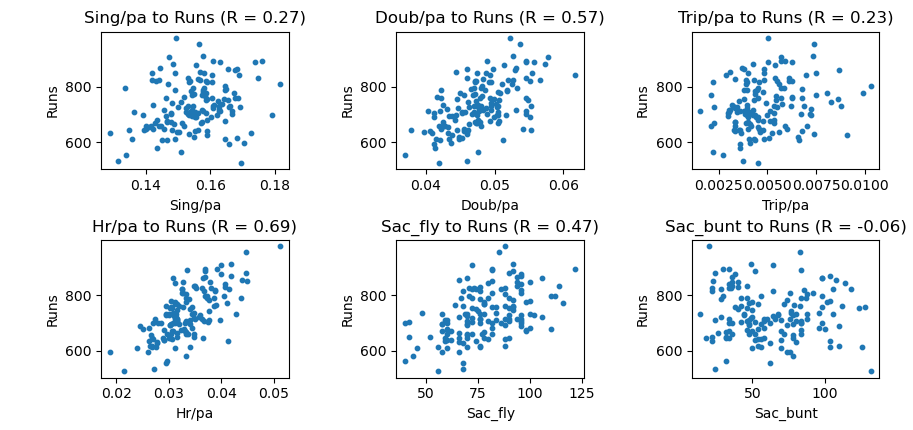 Sing/pa to Runs (R = 0.27)
Doub/pa to Runs (R = 0.57)
Trip/pa to Runs (R = 0.23)
Runs
800
600
0.14 0.16 0.18
Sing/pa
Runs
800
600
0.04 0.05 0.06
Doub/pa
Runs
800
600
0.0025 0.0050 0.0075 0.0100
Trip/pa
Hr/pa to Runs (R = 0.69)
Sac_fly to Runs (R = 0.47)
Sac_bunt to Runs (R = -0.06)
Runs
800
600
0.02 0.03 0.04 0.05
Hr/pa
Runs
800
600
50 75 100 125
Sac_fly
Runs
800
600
50 100
Sac_bunt